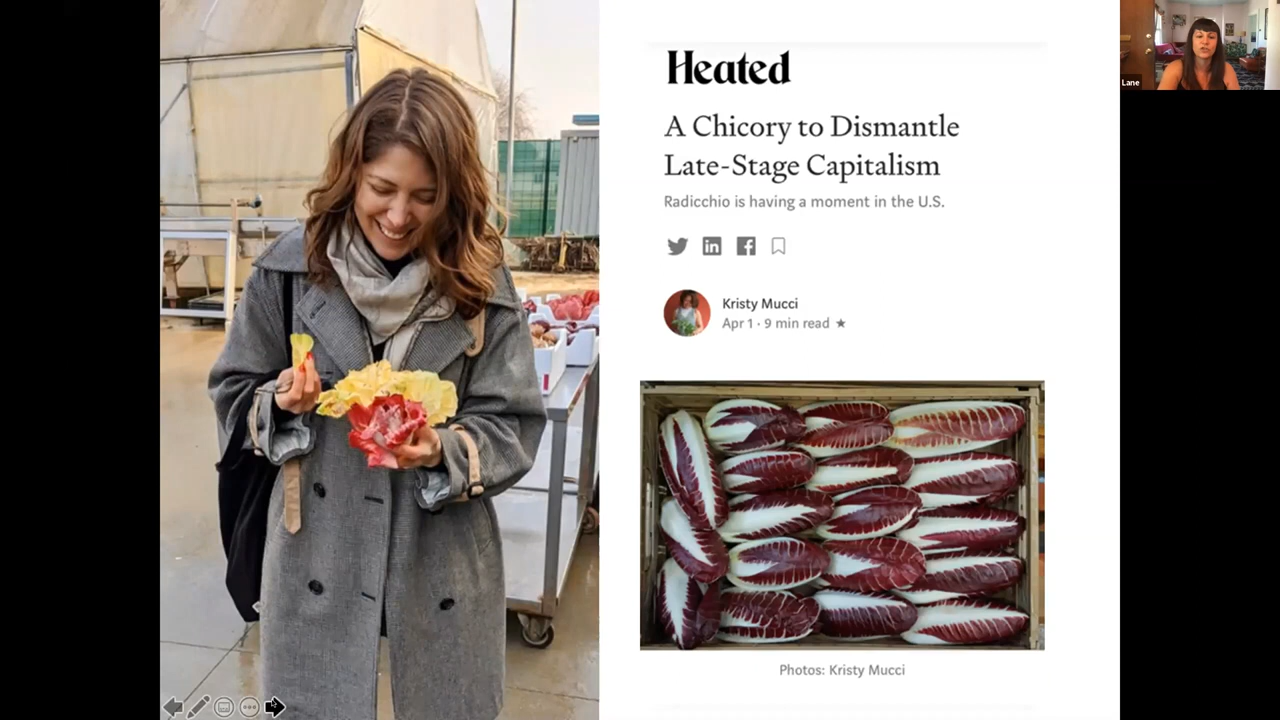 Heated
A Chicory to Dismantle
Late-Stage Capitalism
Radicchio is having a moment in the U.S.
Kristy Mucci
Apr 1 · 9 min read ★
Photos: Kristy Mucci
Lane